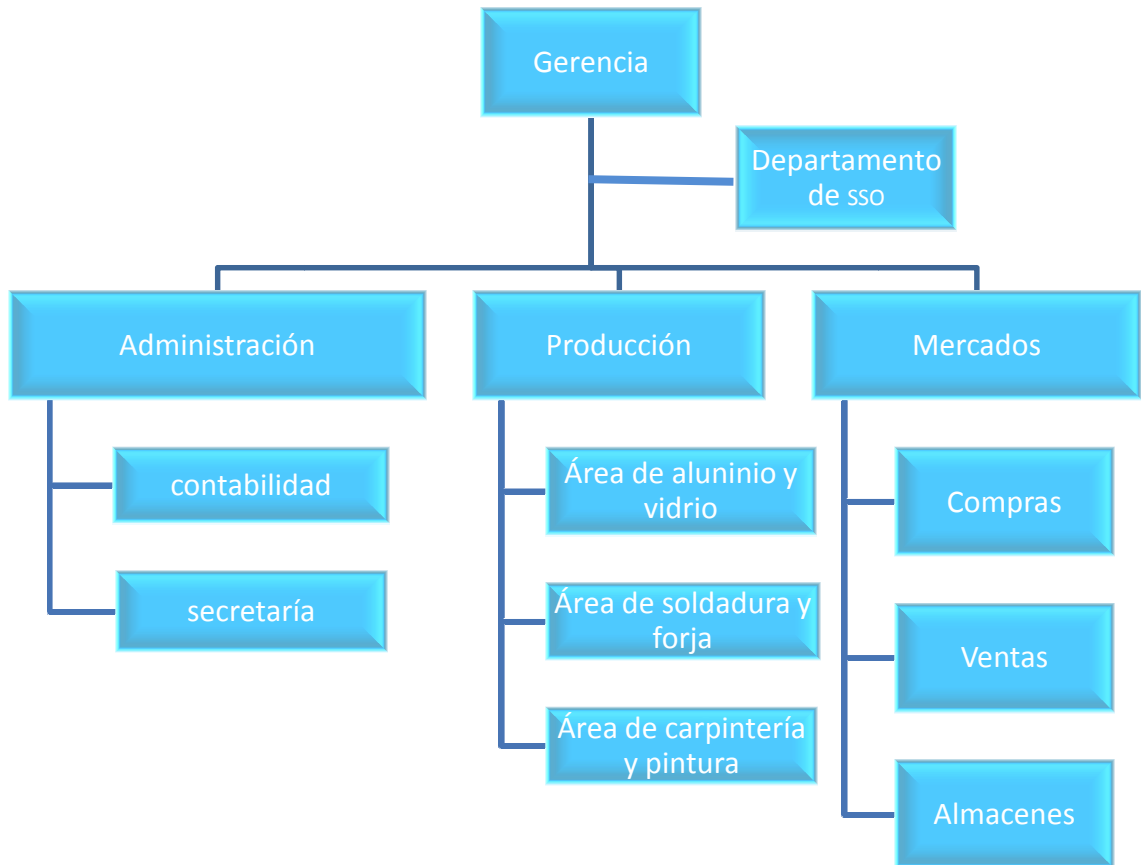 Gerencia
Departamento
de sso
Administración
Producción
Mercados
contabilidad
secretaría
Área de aluninio y
vidrio
Área de soldadura y
forja
Área de carpintería
y pintura
Compras
Ventas
Almacenes